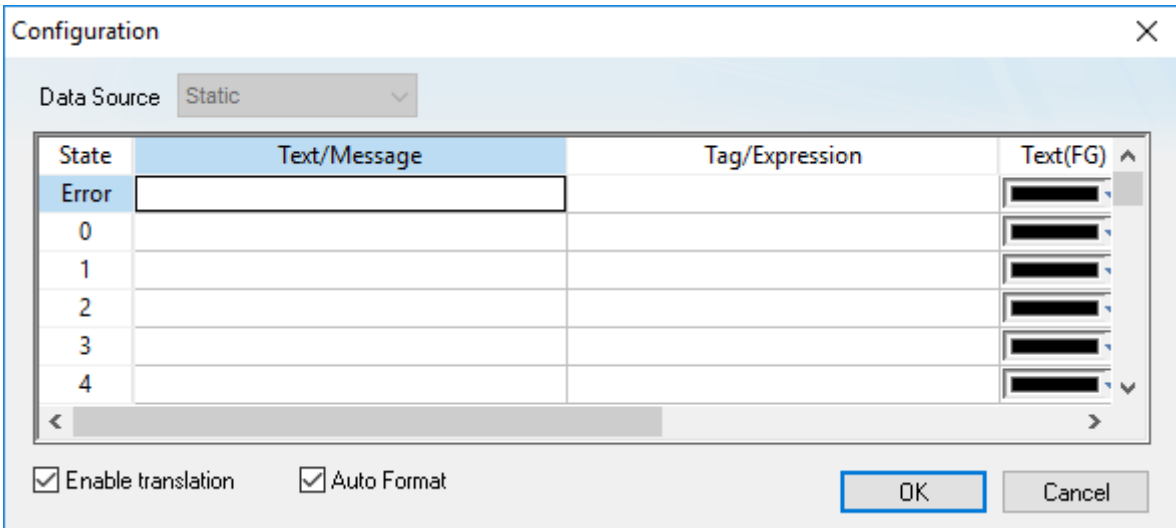 Configuration
Data Source Static
State Text/Message Tag/Expression Text(FG)
Error
0
1
2
3
4
Enable translation Auto Format OK Cancel